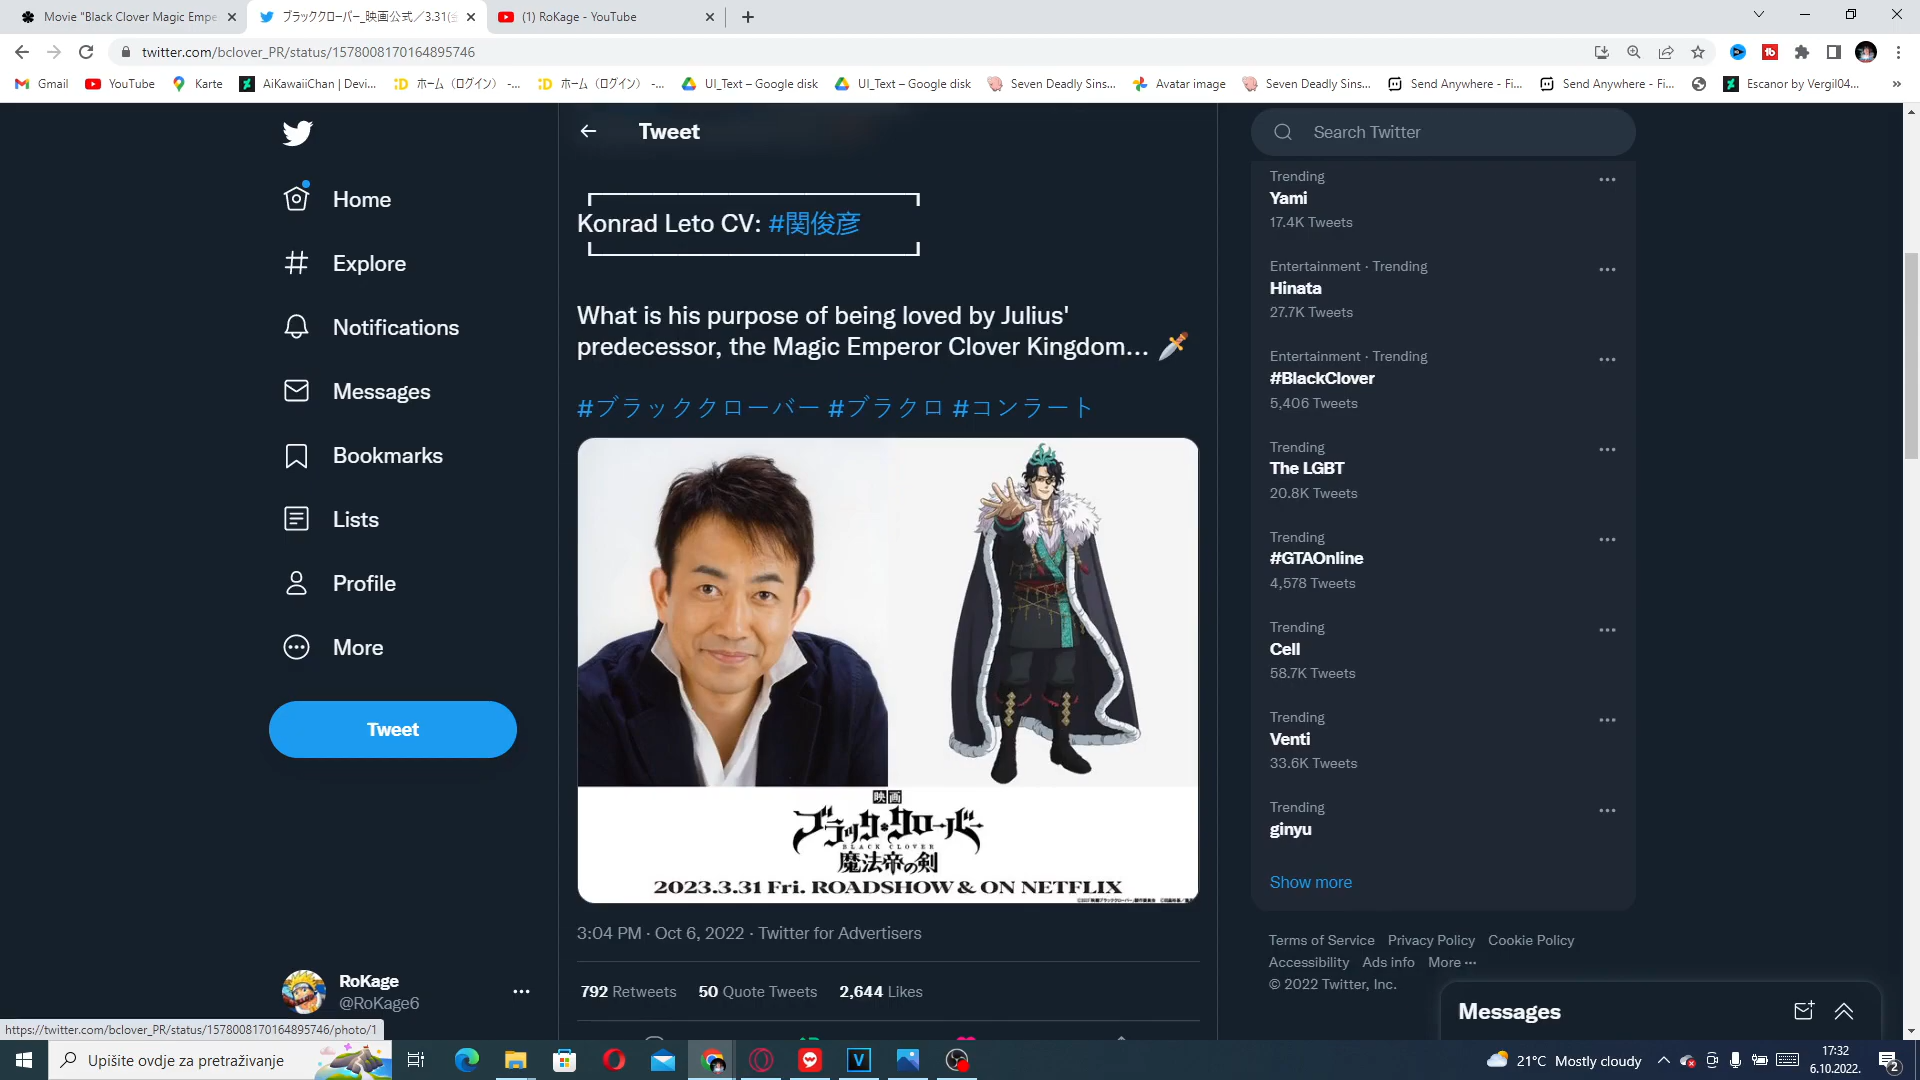 Movie "Black Clover Magic Empe
ブラッククローバー_映画公式／3.31(金
(1) RoKage - YouTube
twitter.com/bclover_PR/status/1578008170164895746
Gmail
YouTube
Karte
AiKawaiiChan | Devi...
ホーム（ログイン） -...
ホーム（ログイン） -...
UI_Text – Google disk
UI_Text – Google disk
Seven Deadly Sins...
Avatar image
Seven Deadly Sins...
Send Anywhere - Fi...
Send Anywhere - Fi...
Escanor by Vergil04...
Home
Explore
Notifications
Messages
Bookmarks
Lists
Profile
More
Tweet
RoKage
@RoKage6
https://twitter.com/bclover_PR/status/1578008170164895746/photo/1
Tweet
Konrad Leto CV: #関俊彦
What is his purpose of being loved by Julius'
predecessor, the Magic Emperor Clover Kingdom...
#ブラッククローバー #ブラクロ #コンラート
映画
ブラッククローバー
BLACK CLOVER
魔法帝の剣
2023.3.31 Fri. ROADSHOW & ON NETFLIX
3:04 PM · Oct 6, 2022 · Twitter for Advertisers
792 Retweets 50 Quote Tweets 2,644 Likes
Search Twitter
Trending
Yami
17.4K Tweets
Entertainment · Trending
Hinata
27.7K Tweets
Entertainment · Trending
#BlackClover
5,406 Tweets
Trending
The LGBT
20.8K Tweets
Trending
#GTAOnline
4,578 Tweets
Trending
Cell
58.7K Tweets
Trending
Venti
33.6K Tweets
Trending
ginyu
Show more
Terms of Service Privacy Policy Cookie Policy
Accessibility Ads info More ···
© 2022 Twitter, Inc.
Messages
Upišite ovdje za pretraživanje
21°C Mostly cloudy
17:32
6.10.2022.
2